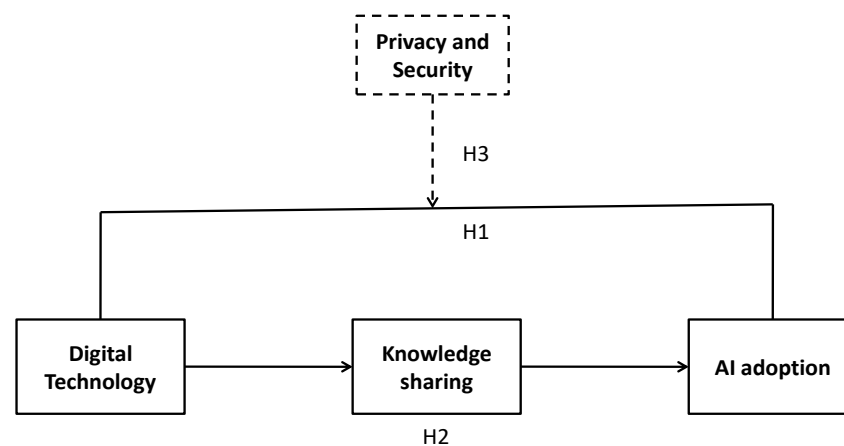 Privacy and
Security
H3
H1
Digital
Technology
Knowledge
sharing
AI adoption
H2